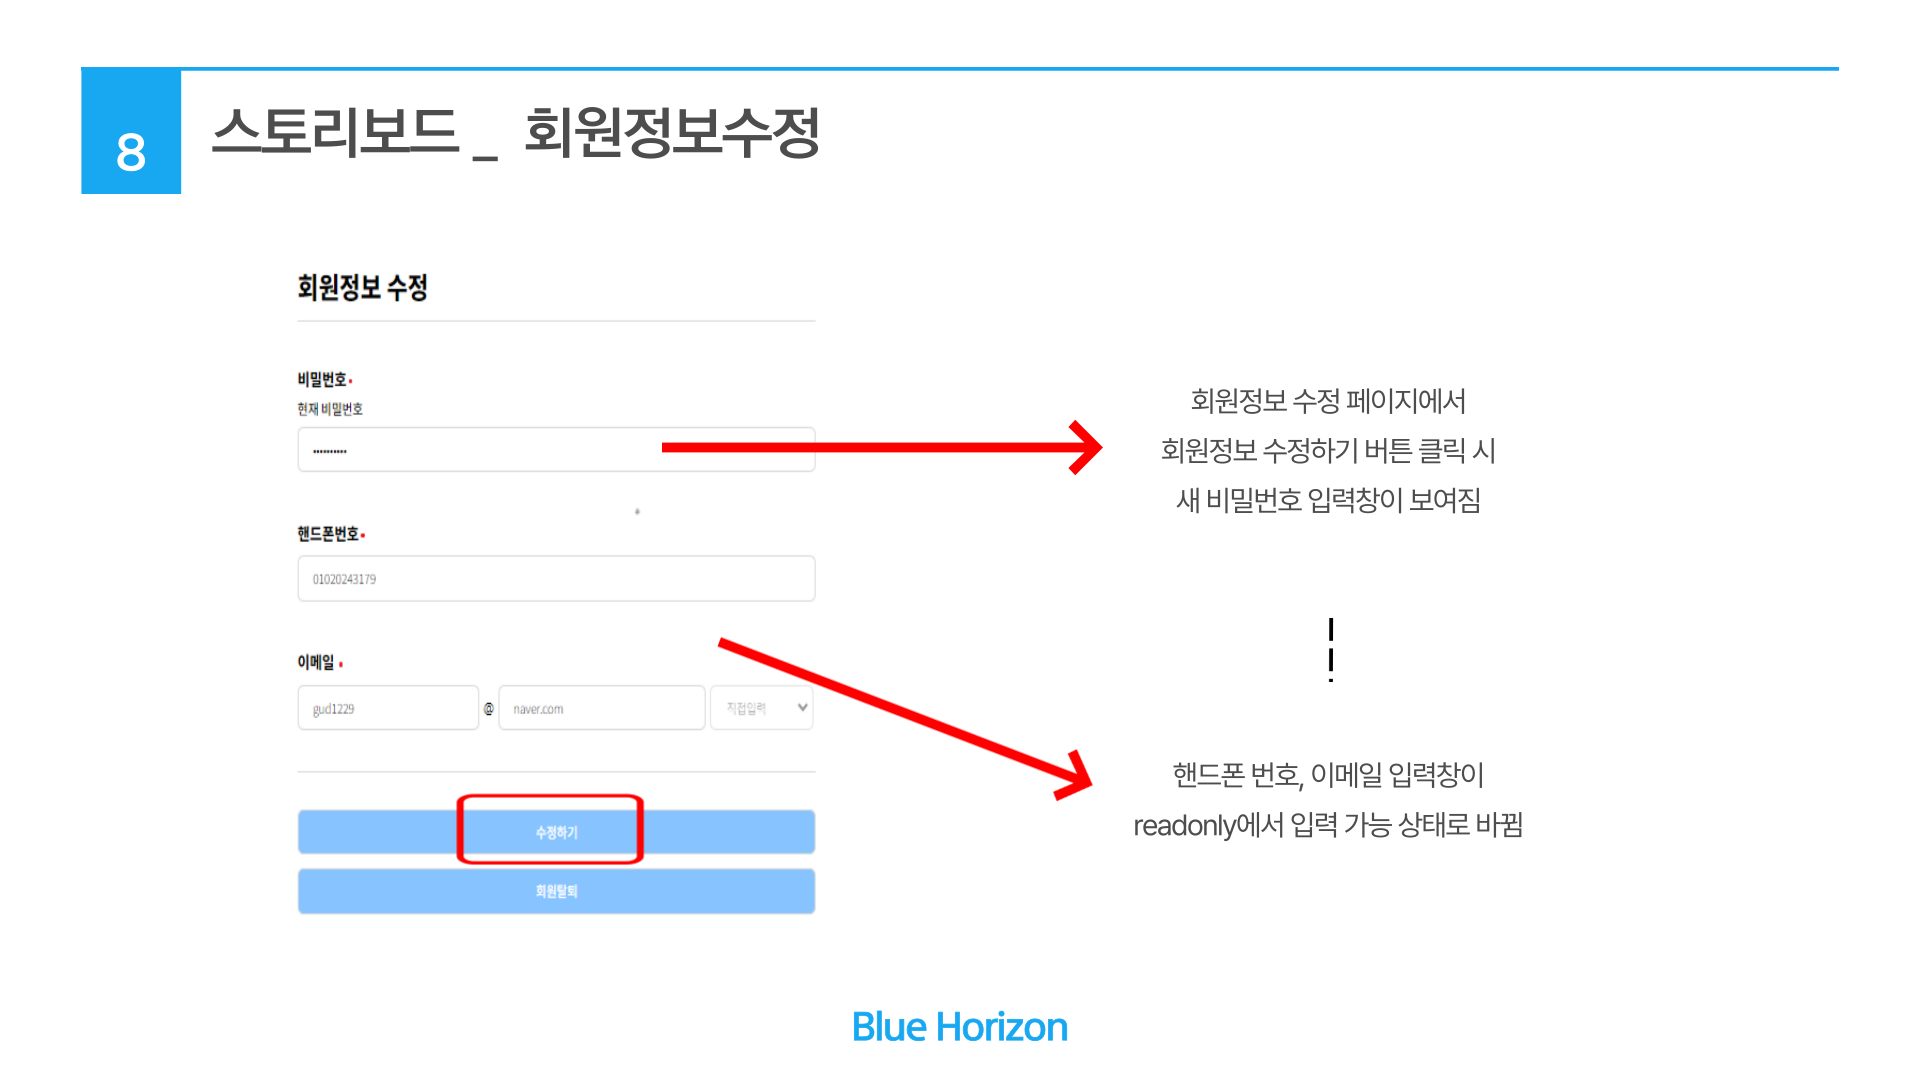 8
스토리보드 _ 회원정보수정
회원정보 수정
비밀번호
현재 비밀번호
••••••••••
핸드폰번호
01020243179
이메일
gud1229 @ naver.com 직접입력
수정하기
회원탈퇴
회원정보 수정 페이지에서
회원정보 수정하기 버튼 클릭 시
새 비밀번호 입력창이 보여짐
핸드폰 번호, 이메일 입력창이
readonly에서 입력 가능 상태로 바뀜
Blue Horizon